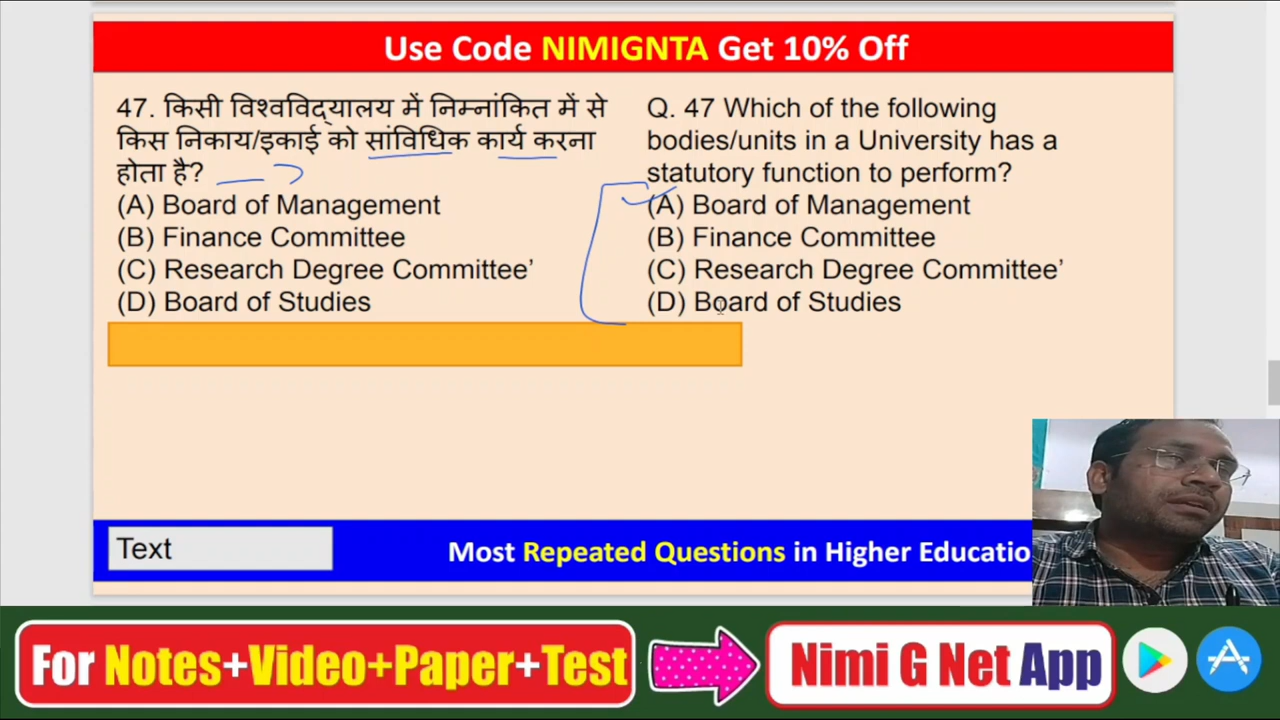 Use Code NIMIGNTA Get 10% Off
47. किसी विश्वविद्यालय में निम्नांकित में से
किस निकाय/इकाई को सांविधिक कार्य करना
होता है?
(A) Board of Management
(B) Finance Committee
(C) Research Degree Committee’
(D) Board of Studies
Q. 47 Which of the following
bodies/units in a University has a
statutory function to perform?
(A) Board of Management
(B) Finance Committee
(C) Research Degree Committee’
(D) Board of Studies
Text
Most Repeated Questions in Higher Educatio
For Notes+Video+Paper+Test
Nimi G Net App